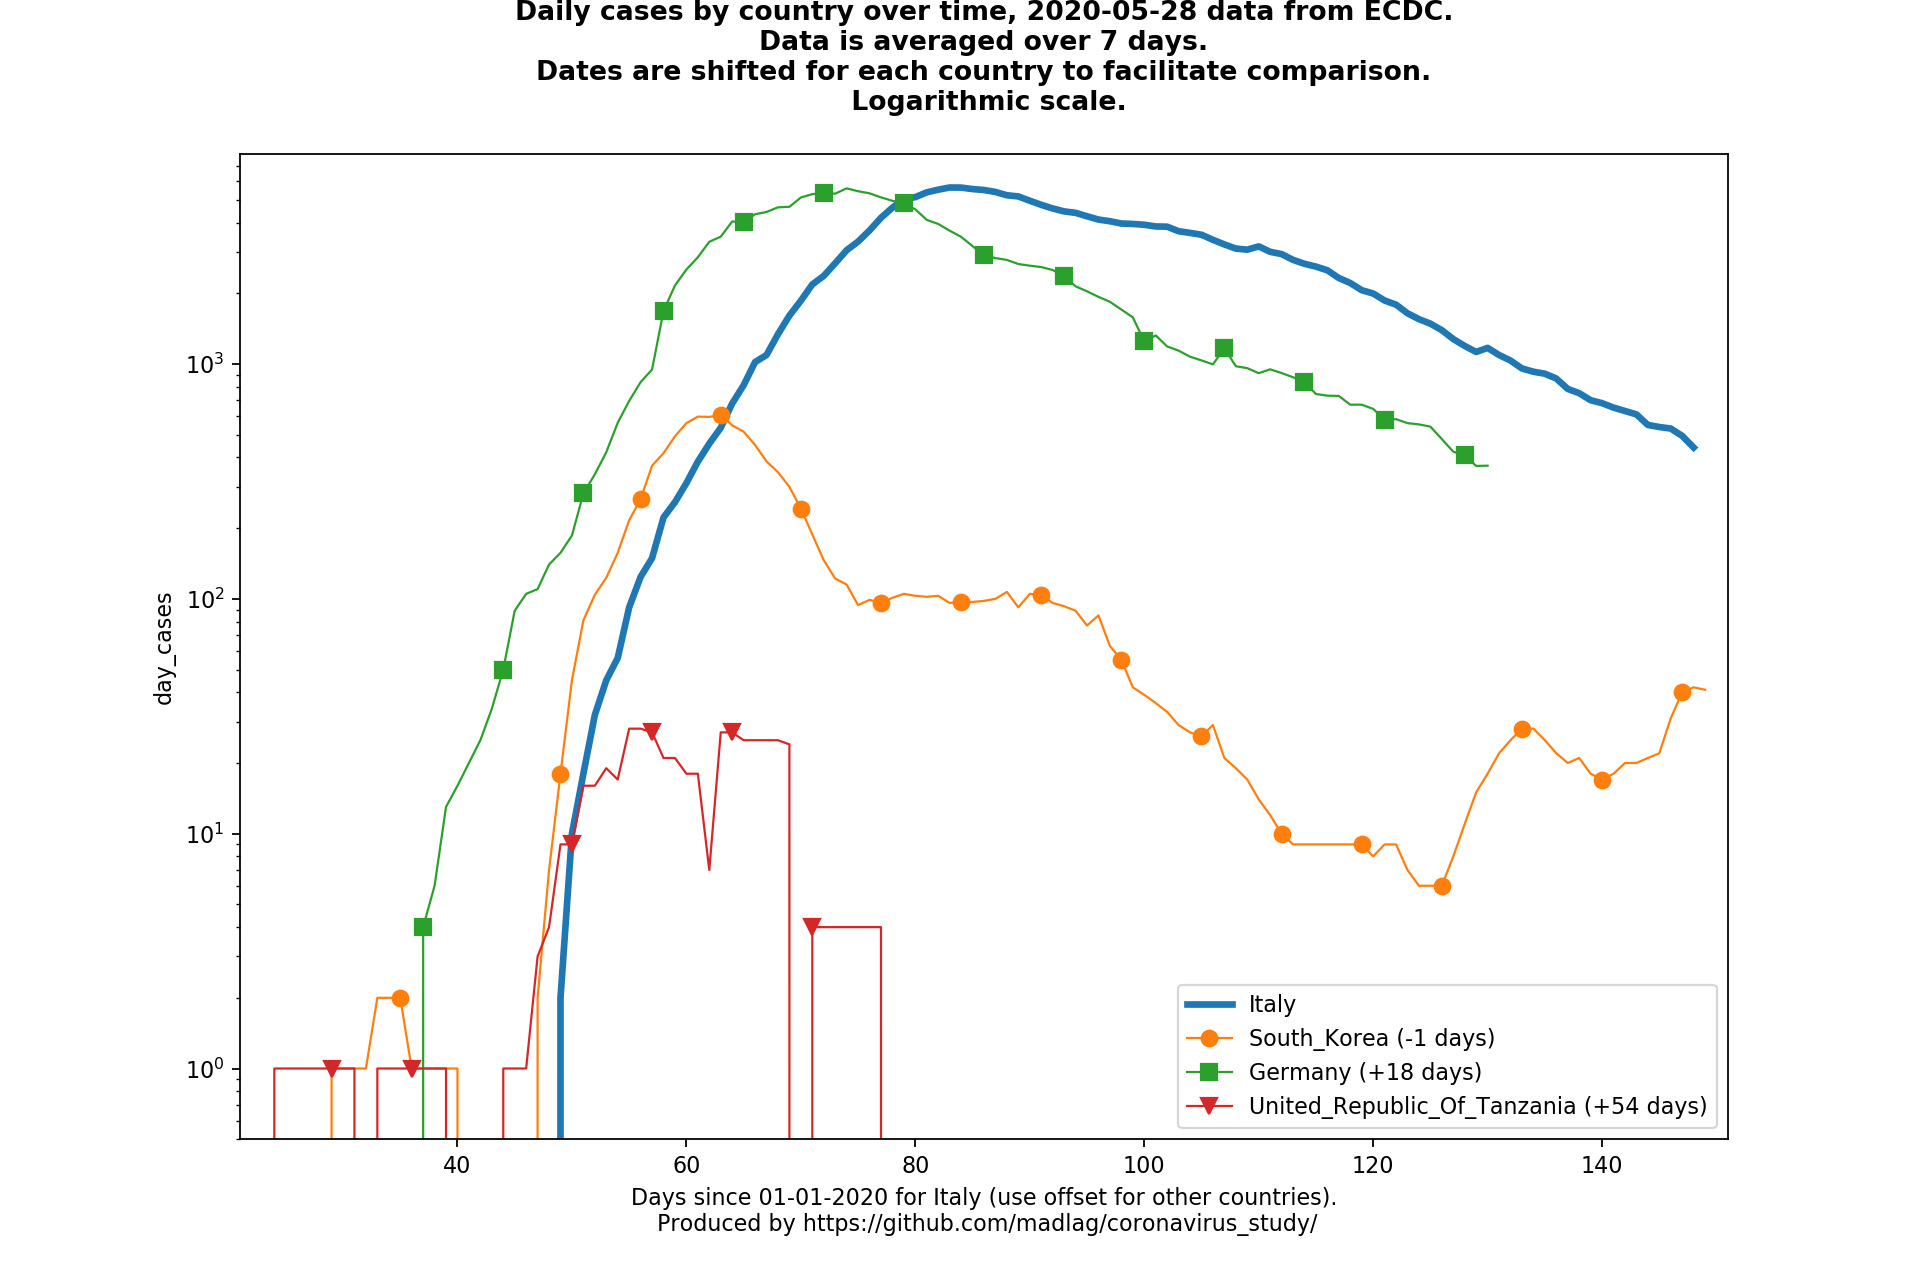 Daily cases by country over time, 2020-05-28 data from ECDC.
Data is averaged over 7 days.
Dates are shifted for each country to facilitate comparison.
Logarithmic scale.
10³
10²
10¹
10⁰
day_cases
40
60
80
100
120
140
Italy
South_Korea (-1 days)
Germany (+18 days)
United_Republic_Of_Tanzania (+54 days)
Days since 01-01-2020 for Italy (use offset for other countries).
Produced by https://github.com/madlag/coronavirus_study/